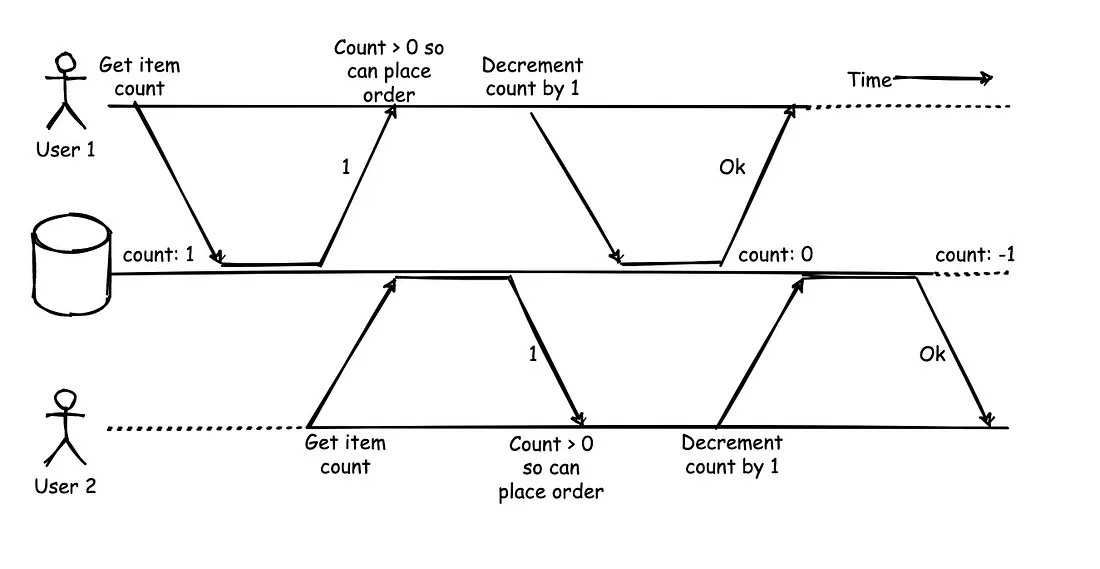 Get item
count
Count > 0 so
can place
order
Decrement
count by 1
Time
User 1
1
Ok
count: 1
count: 0
count: -1
1
Ok
Get item
count
Count > 0
so can
place order
Decrement
count by 1
User 2